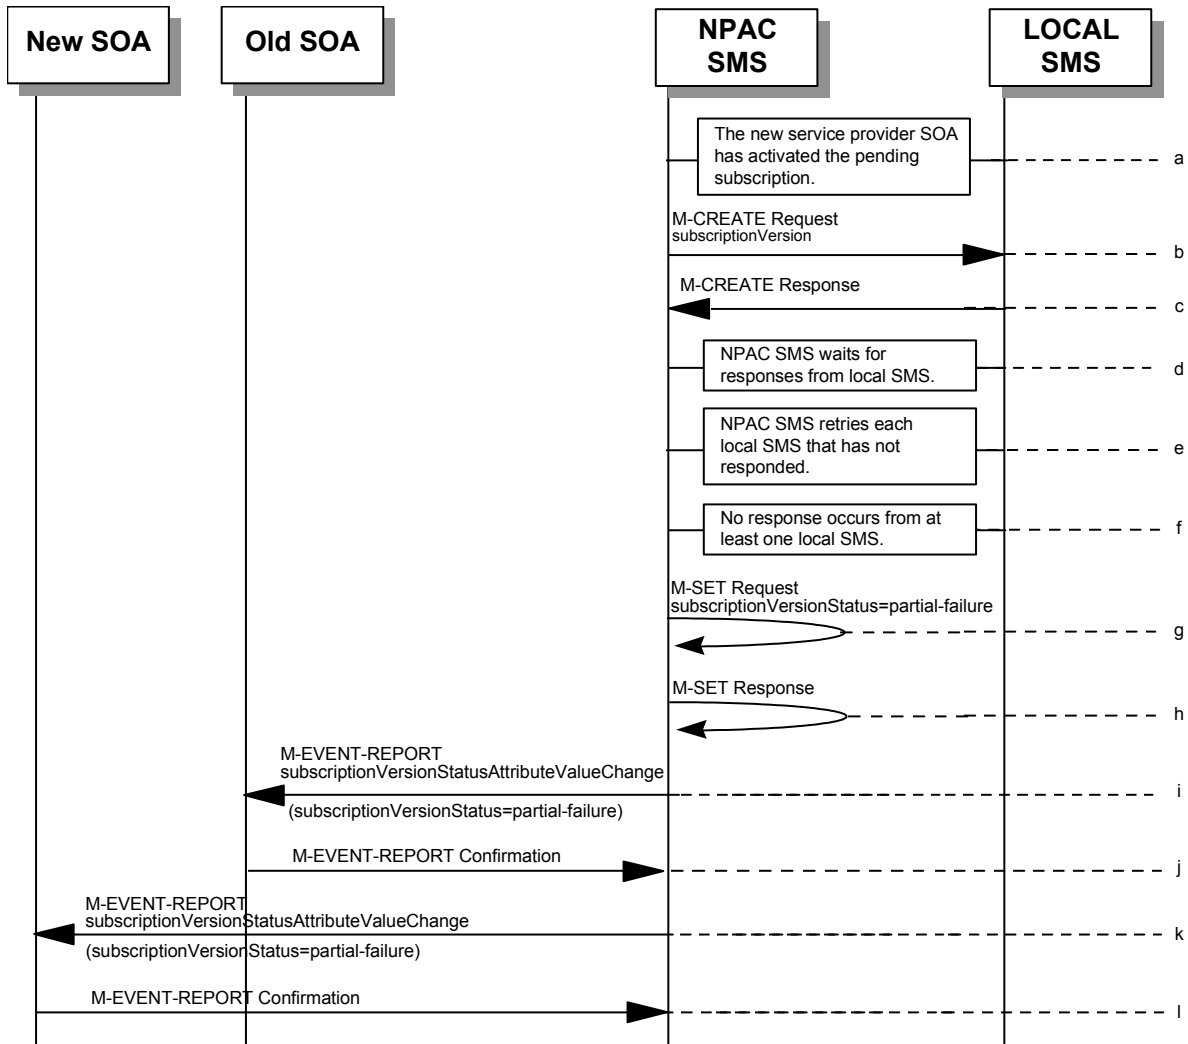 New SOA
Old SOA
NPAC
SMS
LOCAL
SMS
The new service provider SOA
has activated the pending
subscription.
a
M-CREATE Request
subscriptionVersion
b
M-CREATE Response
c
NPAC SMS waits for
responses from local SMS.
d
NPAC SMS retries each
local SMS that has not
responded.
e
No response occurs from at
least one local SMS.
f
M-SET Request
subscriptionVersionStatus=partial-failure
g
M-SET Response
h
M-EVENT-REPORT
subscriptionVersionStatusAttributeValueChange
(subscriptionVersionStatus=partial-failure)
i
M-EVENT-REPORT Confirmation
j
M-EVENT-REPORT
subscriptionVersionStatusAttributeValueChange
(subscriptionVersionStatus=partial-failure)
k
M-EVENT-REPORT Confirmation
l